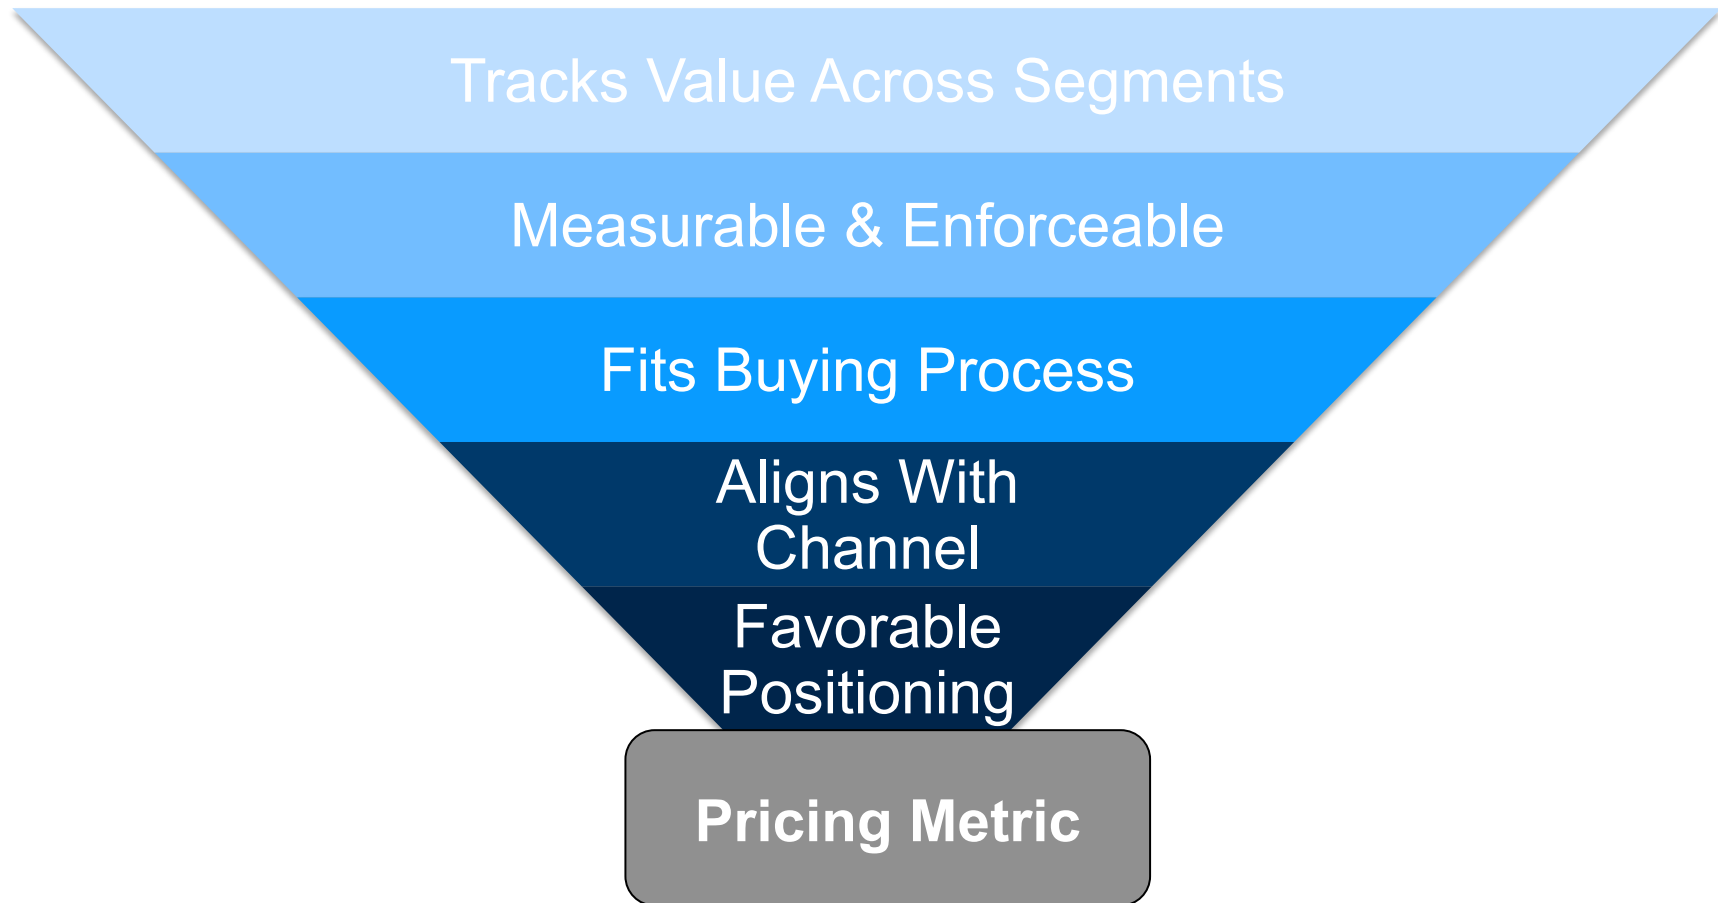 Tracks Value Across Segments
Measurable & Enforceable
Fits Buying Process
Aligns With
Channel
Favorable
Positioning
Pricing Metric